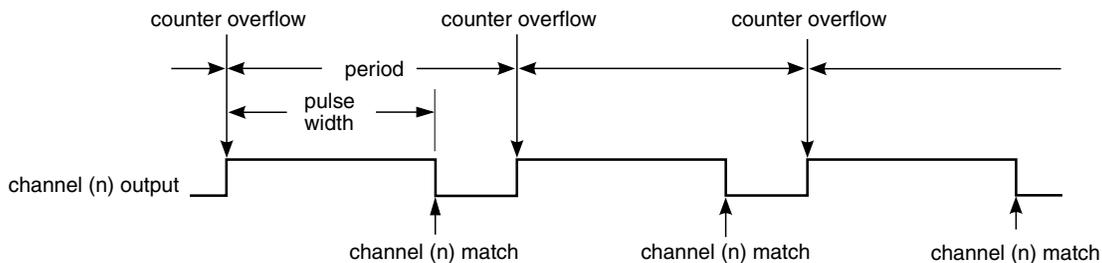 counter overflow
counter overflow
counter overflow
period
pulse
width
channel (n) output
channel (n) match
channel (n) match
channel (n) match